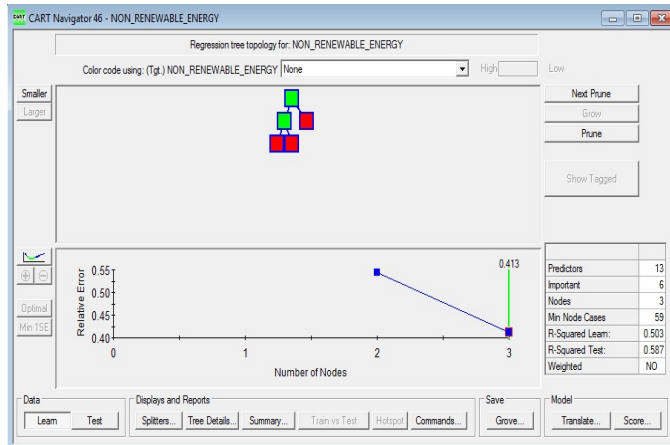 CART Navigator 46 - NON_RENEWABLE_ENERGY
Regression tree topology for: NON_RENEWABLE_ENERGY
Color code using: (Tgt.) NON_RENEWABLE_ENERGY None High Low
Smaller
Larger
Next Prune
Grow
Prune
Show Tagged
Optimal
Min 1SE
Relative Error
0.55
0.50
0.45
0.40
0.413
0 1 2 3
Number of Nodes
Predictors 13
Important 6
Nodes 3
Min Node Cases 59
R-Squared Learn: 0.503
R-Squared Test: 0.587
Weighted NO
Data Displays and Reports Save Model
Learn Test Splitters... Tree Details... Summary... Train vs Test Hotspot Commands... Grove... Translate... Score...